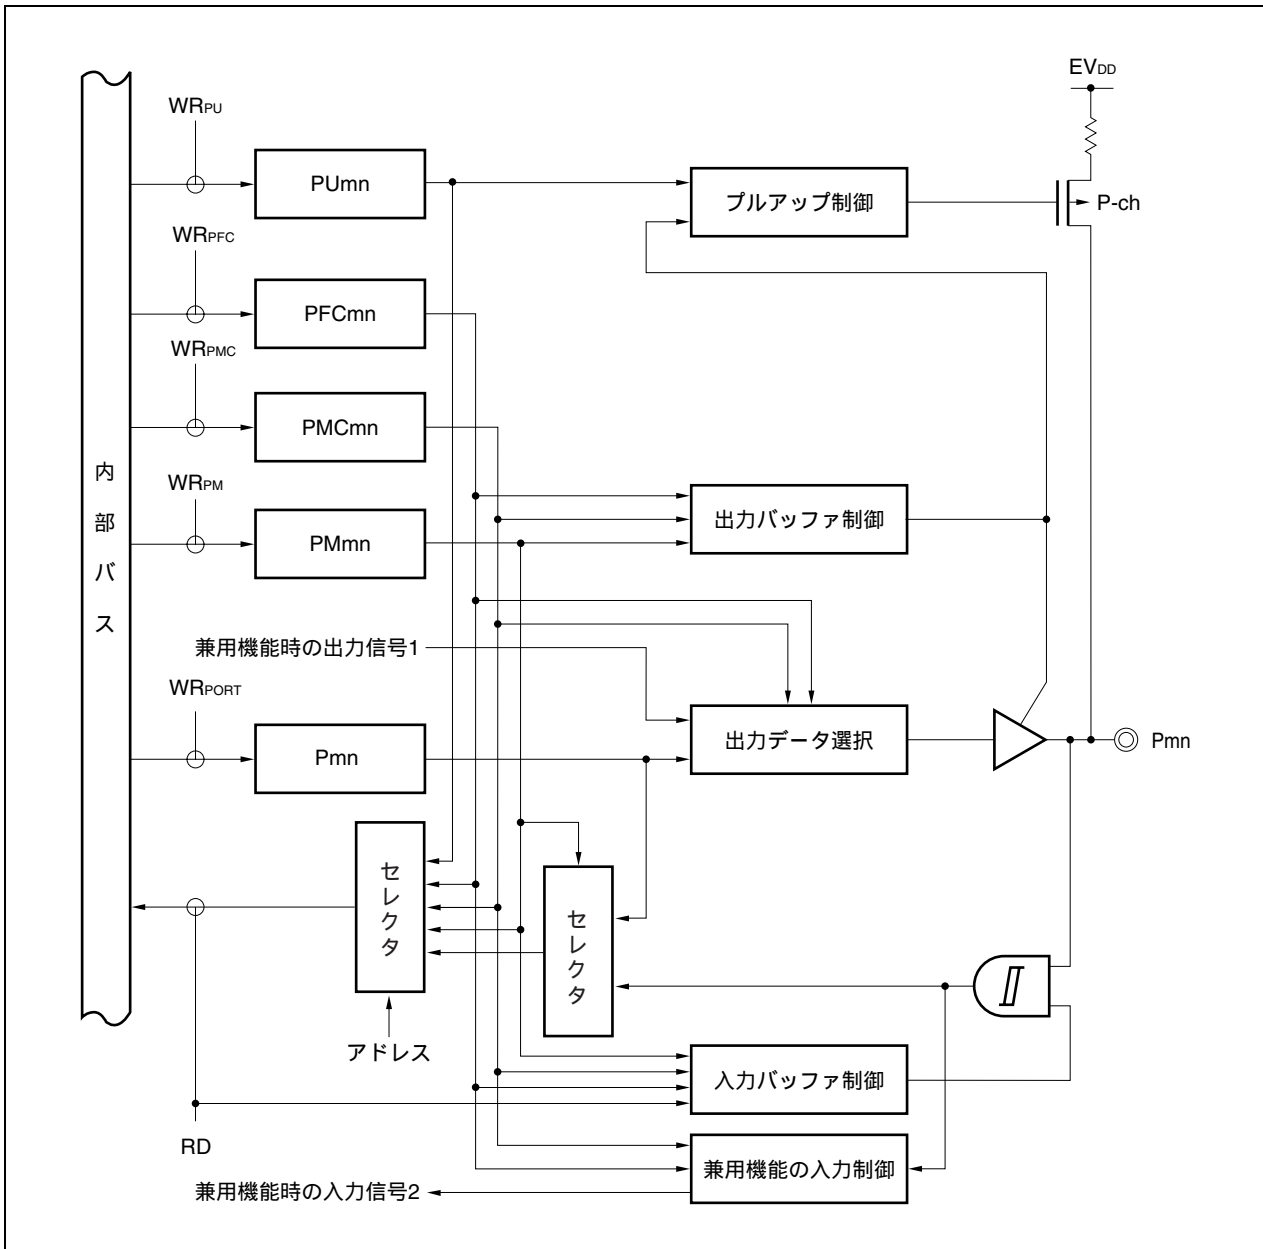 EVDD
WRPU
PUmn
プルアップ制御
P-ch
WRPFC
PFCmn
WRPMC
PMCmn
内部バス
WRPM
PMmn
出力バッファ制御
兼用機能時の出力信号1
WRPORT
Pmn
出力データ選択
Pmn
セレクタ
セレクタ
アドレス
入力バッファ制御
RD
兼用機能の入力制御
兼用機能時の入力信号2